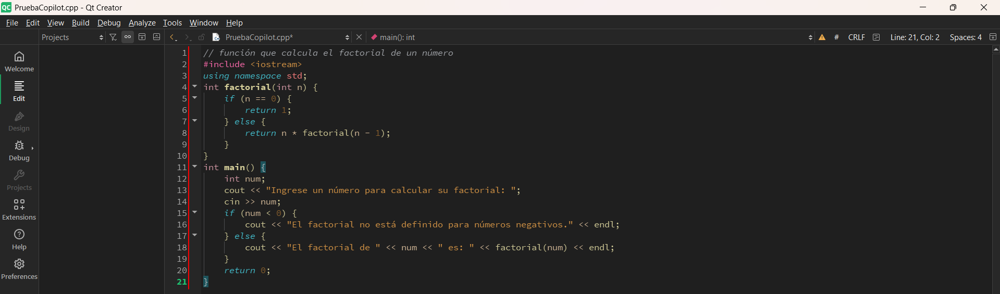 QC PruebaCopilot.cpp - Qt Creator
File Edit View Build Debug Analyze Tools Window Help
Projects PruebaCopilot.cpp* main(): int # CRLF Line: 21, Col: 2 Spaces: 4
Welcome
Edit
Design
Debug
Projects
Extensions
Help
Preferences
1 // función que calcula el factorial de un número
2 #include <iostream>
3 using namespace std;
4 int factorial(int n) {
5     if (n == 0) {
6         return 1;
7     } else {
8         return n * factorial(n - 1);
9     }
10 }
11 int main() {
12     int num;
13     cout << "Ingrese un número para calcular su factorial: ";
14     cin >> num;
15     if (num < 0) {
16         cout << "El factorial no está definido para números negativos." << endl;
17     } else {
18         cout << "El factorial de " << num << " es: " << factorial(num) << endl;
19     }
20     return 0;
21 }